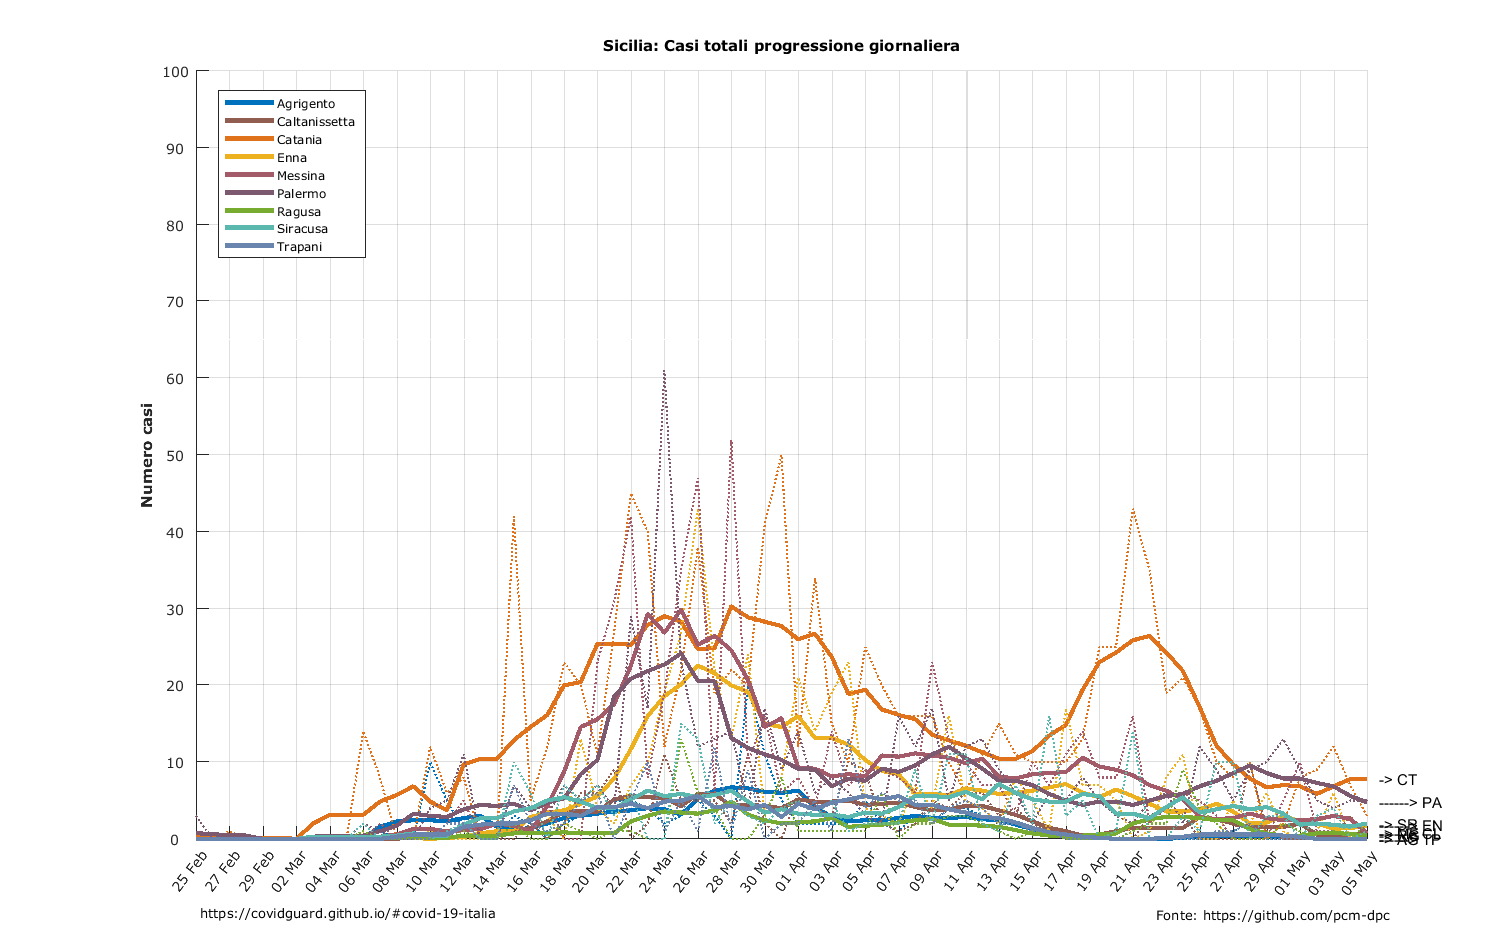 Sicilia: Casi totali progressione giornaliera
Numero casi
100
90
80
70
60
50
40
30
20
10
0
Agrigento
Caltanissetta
Catania
Enna
Messina
Palermo
Ragusa
Siracusa
Trapani
-> CT
------> PA
-> SR
EN
25 Feb
27 Feb
29 Feb
02 Mar
04 Mar
06 Mar
08 Mar
10 Mar
12 Mar
14 Mar
16 Mar
18 Mar
20 Mar
22 Mar
24 Mar
26 Mar
28 Mar
30 Mar
01 Apr
03 Apr
05 Apr
07 Apr
09 Apr
11 Apr
13 Apr
15 Apr
17 Apr
19 Apr
21 Apr
23 Apr
25 Apr
27 Apr
29 Apr
01 May
03 May
05 May
https://covidguard.github.io/#covid-19-italia
Fonte: https://github.com/pcm-dpc